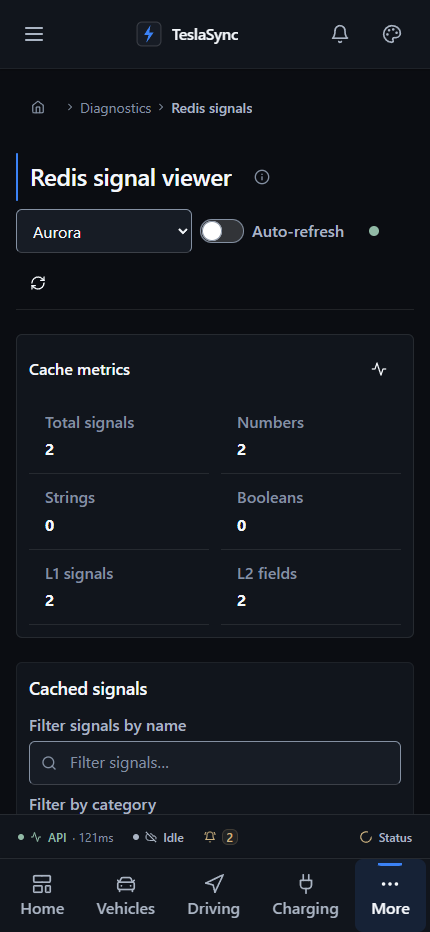 TeslaSync
Diagnostics
Redis signals
Redis signal viewer
Aurora
Auto-refresh
Cache metrics
Total signals
2
Numbers
2
Strings
0
Booleans
0
L1 signals
2
L2 fields
2
Cached signals
Filter signals by name
Filter signals...
Filter by category
API · 121ms
Idle
2
Status
Home
Vehicles
Driving
Charging
More